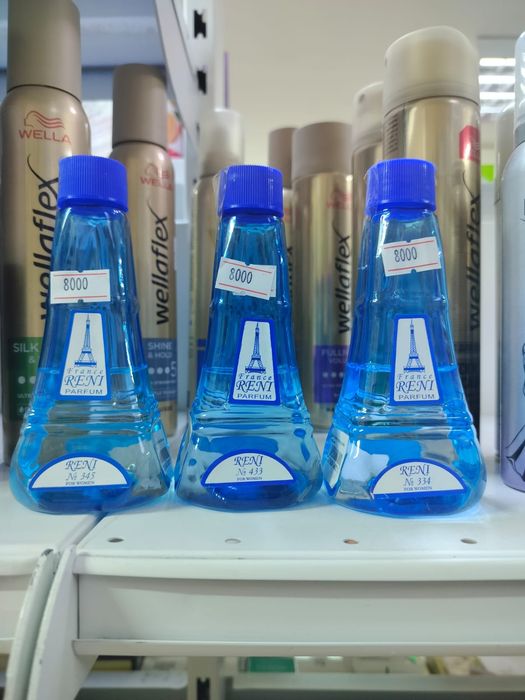 WELLA
wellaflex
SILK
WELLA
wellaflex
SHINE
& HOLD
wellaflex
wellaflex
8000
France
RENI
PARFUM
RENI
№ 345
FOR WOMEN
8000
France
RENI
PARFUM
RENI
№ 433
FOR WOMEN
8000
France
RENI
PARFUM
RENI
№ 334
FOR WOMEN